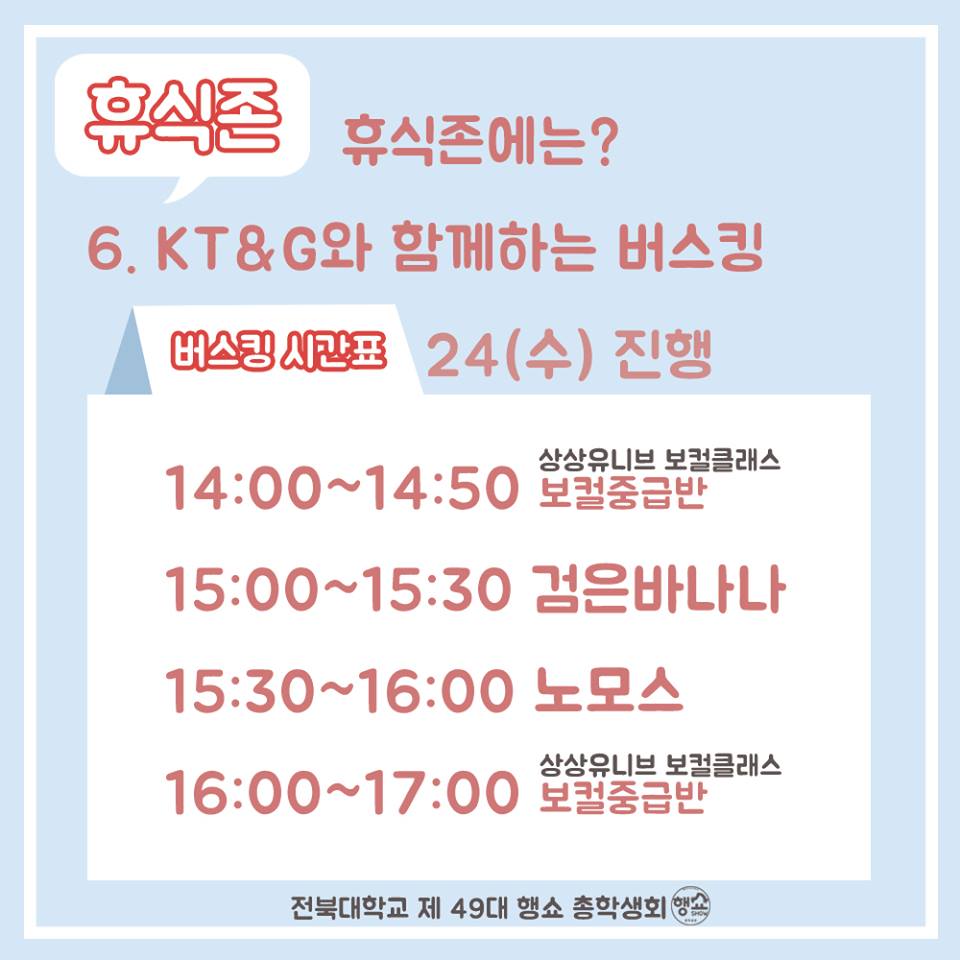 휴식존
휴식존에는?
6. KT&G와 함께하는 버스킹
버스킹 시간표
24(수) 진행
14:00~14:50 상상유니브 보컬클래스
보컬중급반
15:00~15:30 검은바나나
15:30~16:00 노모스
16:00~17:00 상상유니브 보컬클래스
보컬중급반
전북대학교 제 49대 행쇼 총학생회
행쇼
SHOW